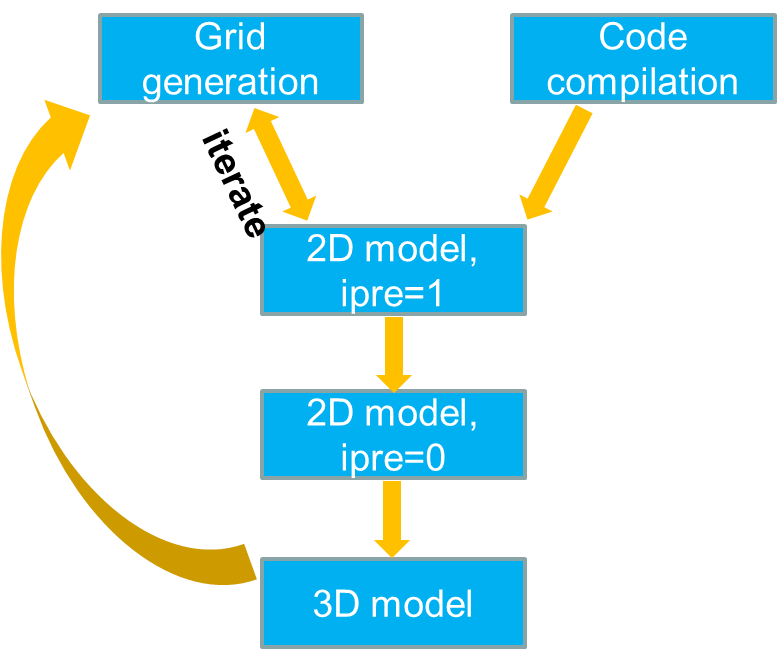 Grid
generation
Code
compilation
iterate
2D model,
ipre=1
2D model,
ipre=0
3D model